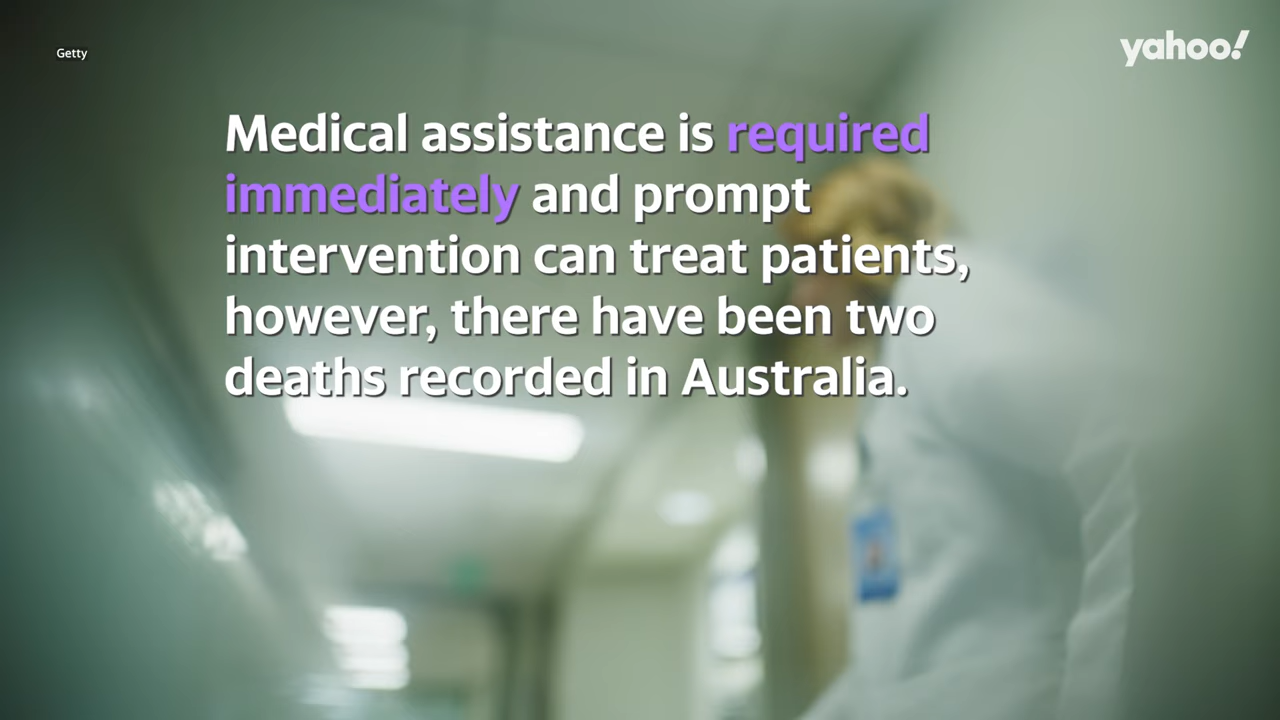 Getty
yahoo!
Medical assistance is required
immediately and prompt
intervention can treat patients,
however, there have been two
deaths recorded in Australia.